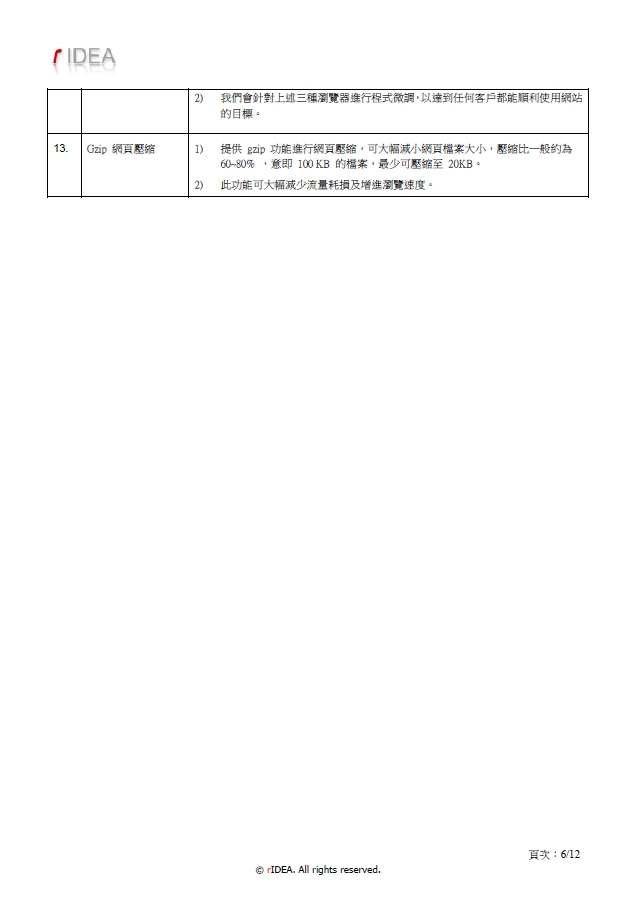 r IDEA
2) 我們會針對上述三種瀏覽器進行程式微調，以達到任何客戶都能順利使用網站
的目標。
13. Gzip 網頁壓縮 1) 提供 gzip 功能進行網頁壓縮，可大幅減小網頁檔案大小，壓縮比一般約為
60~80% ，意即 100 KB 的檔案，最少可壓縮至 20KB。
2) 此功能可大幅減少流量耗損及增進瀏覽速度。
頁次：6/12
© rIDEA. All rights reserved.